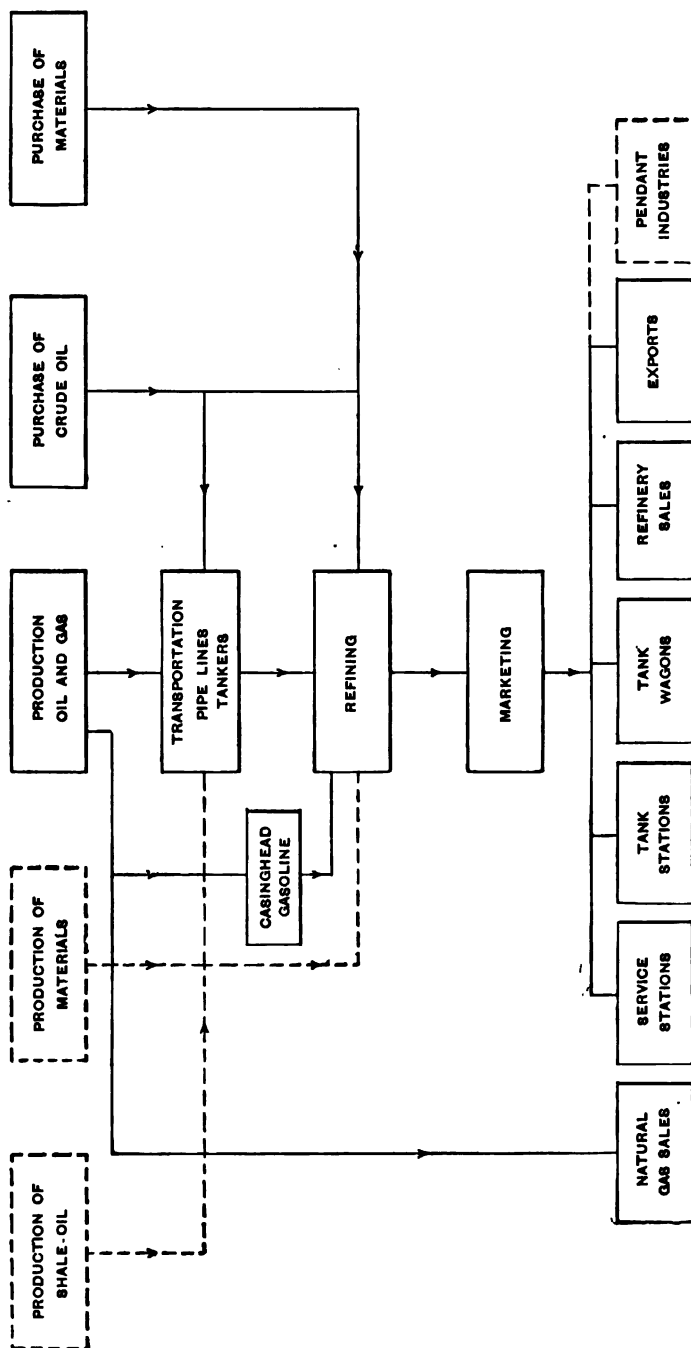 PRODUCTION OF
SHALE-OIL
PRODUCTION OF
MATERIALS
PRODUCTION
OIL AND GAS
PURCHASE OF
CRUDE OIL
PURCHASE OF
MATERIALS
TRANSPORTATION
PIPE LINES
TANKERS
CASINGHEAD
GASOLINE
REFINING
MARKETING
NATURAL
GAS SALES
SERVICE
STATIONS
TANK
STATIONS
TANK
WAGONS
REFINERY
SALES
EXPORTS
PENDANT
INDUSTRIES